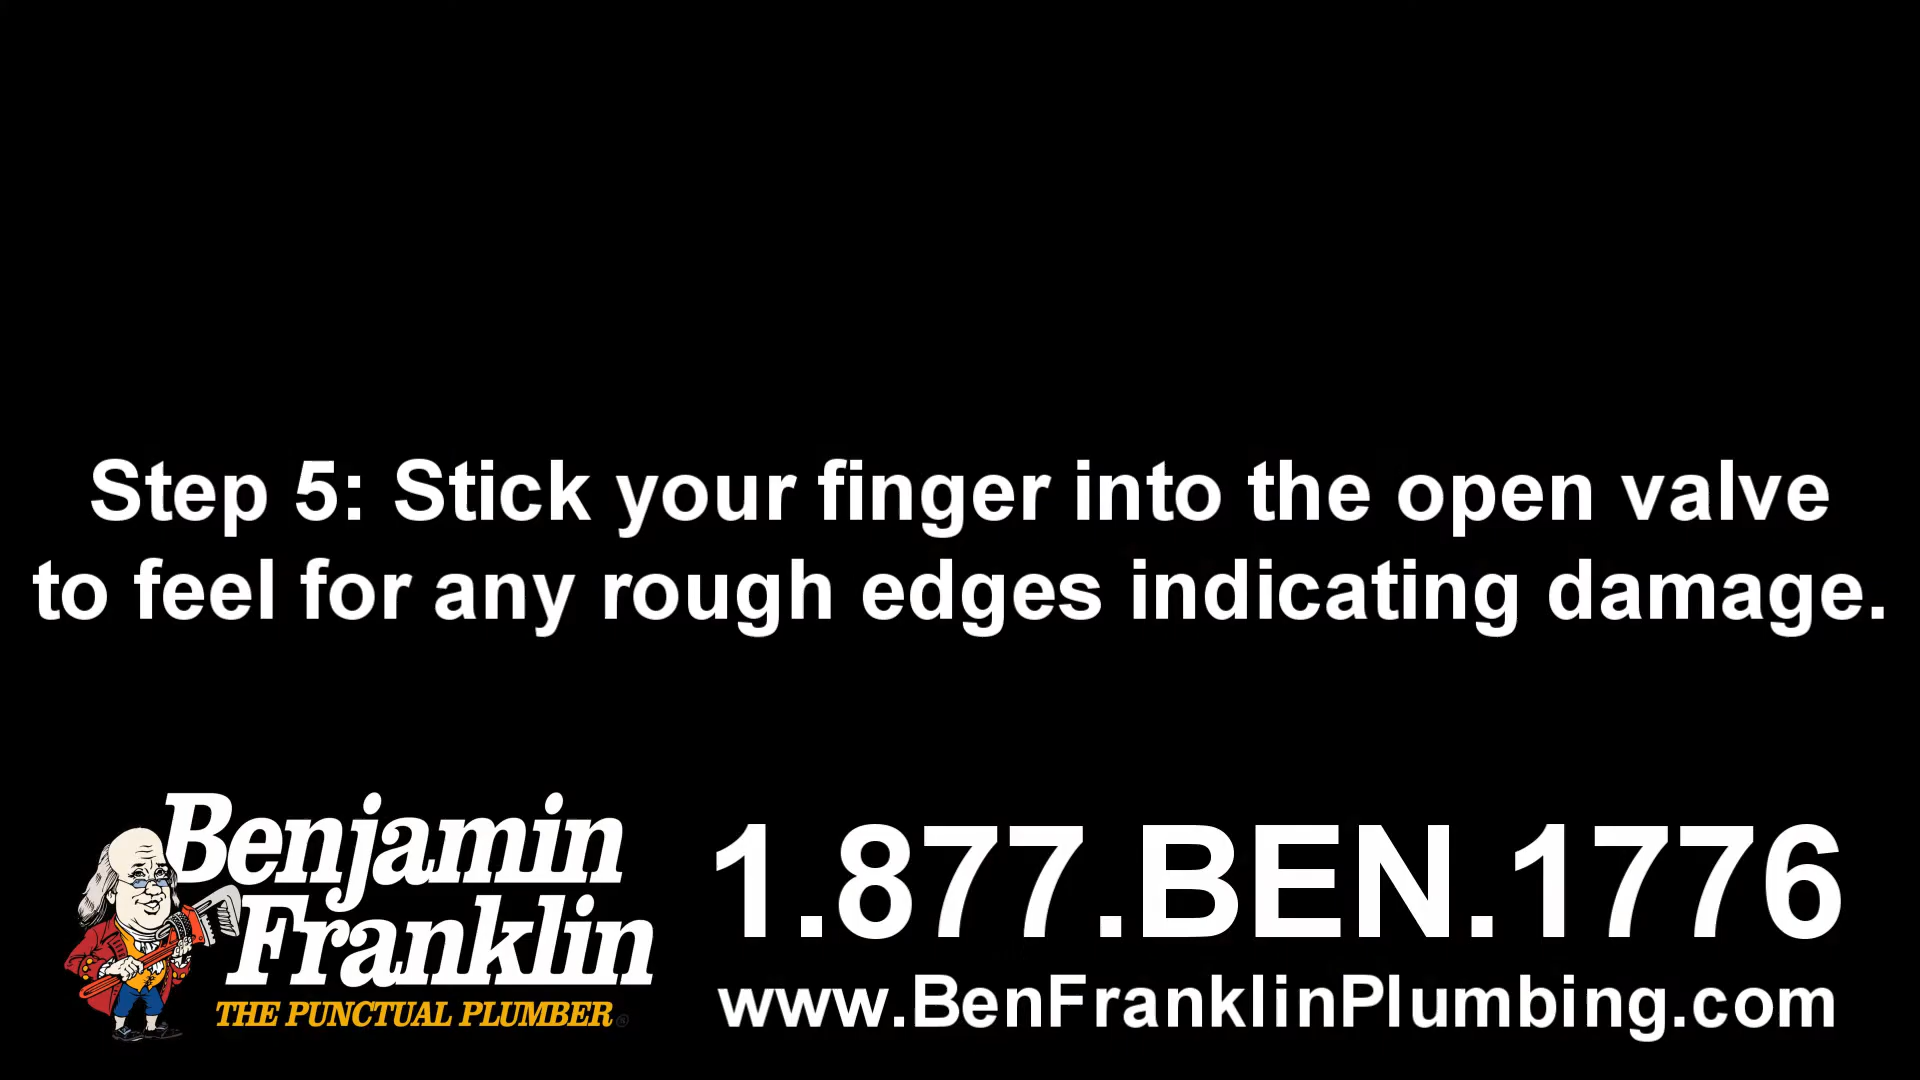 Step 5: Stick your finger into the open valve
to feel for any rough edges indicating damage.
Benjamin
Franklin
THE PUNCTUAL PLUMBER®
1.877.BEN.1776
www.BenFranklinPlumbing.com